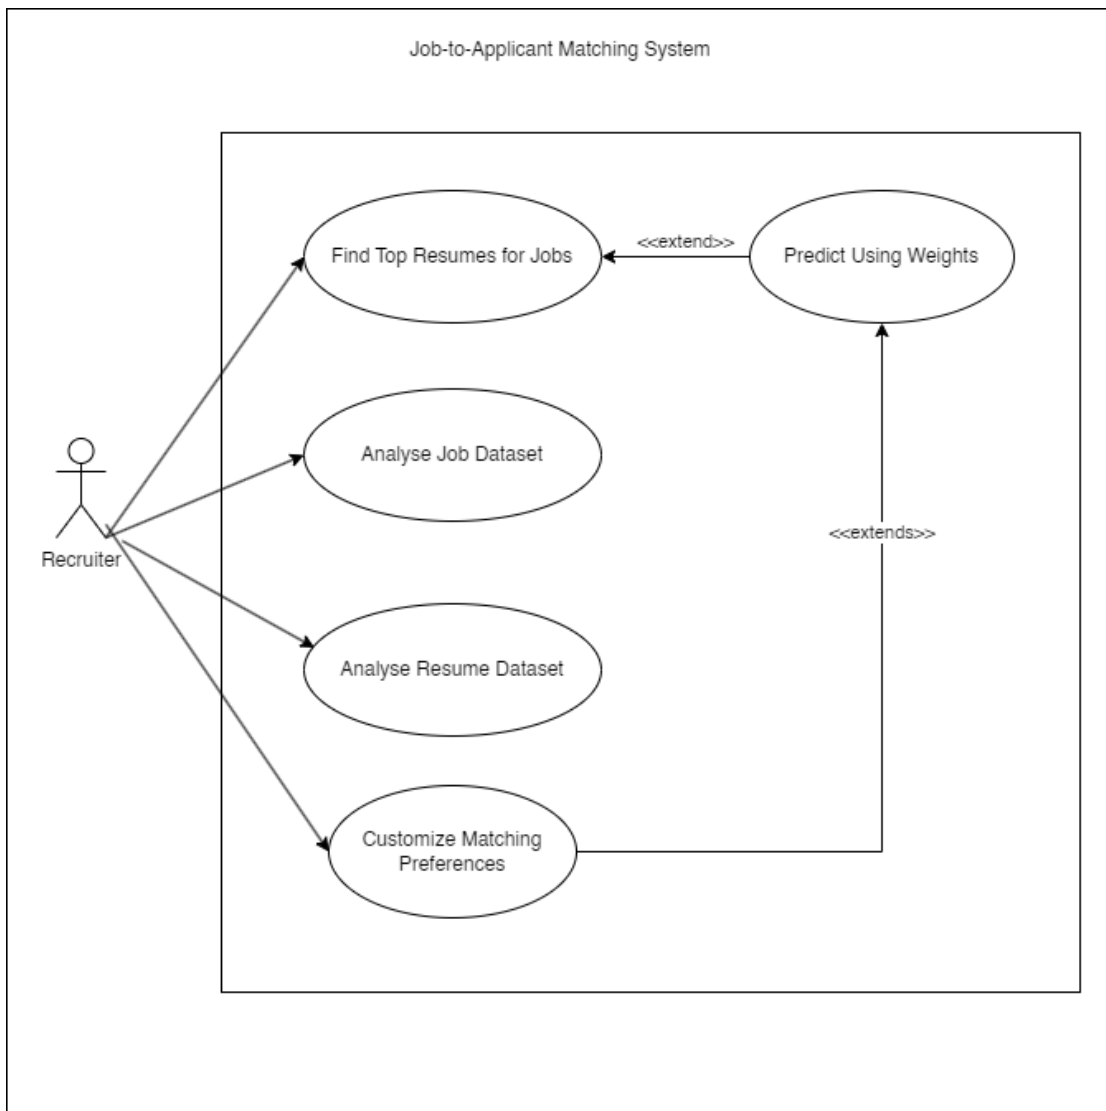 Job-to-Applicant Matching System
Find Top Resumes for Jobs
<<extend>>
Predict Using Weights
Analyse Job Dataset
Recruiter
<<extends>>
Analyse Resume Dataset
Customize Matching
Preferences